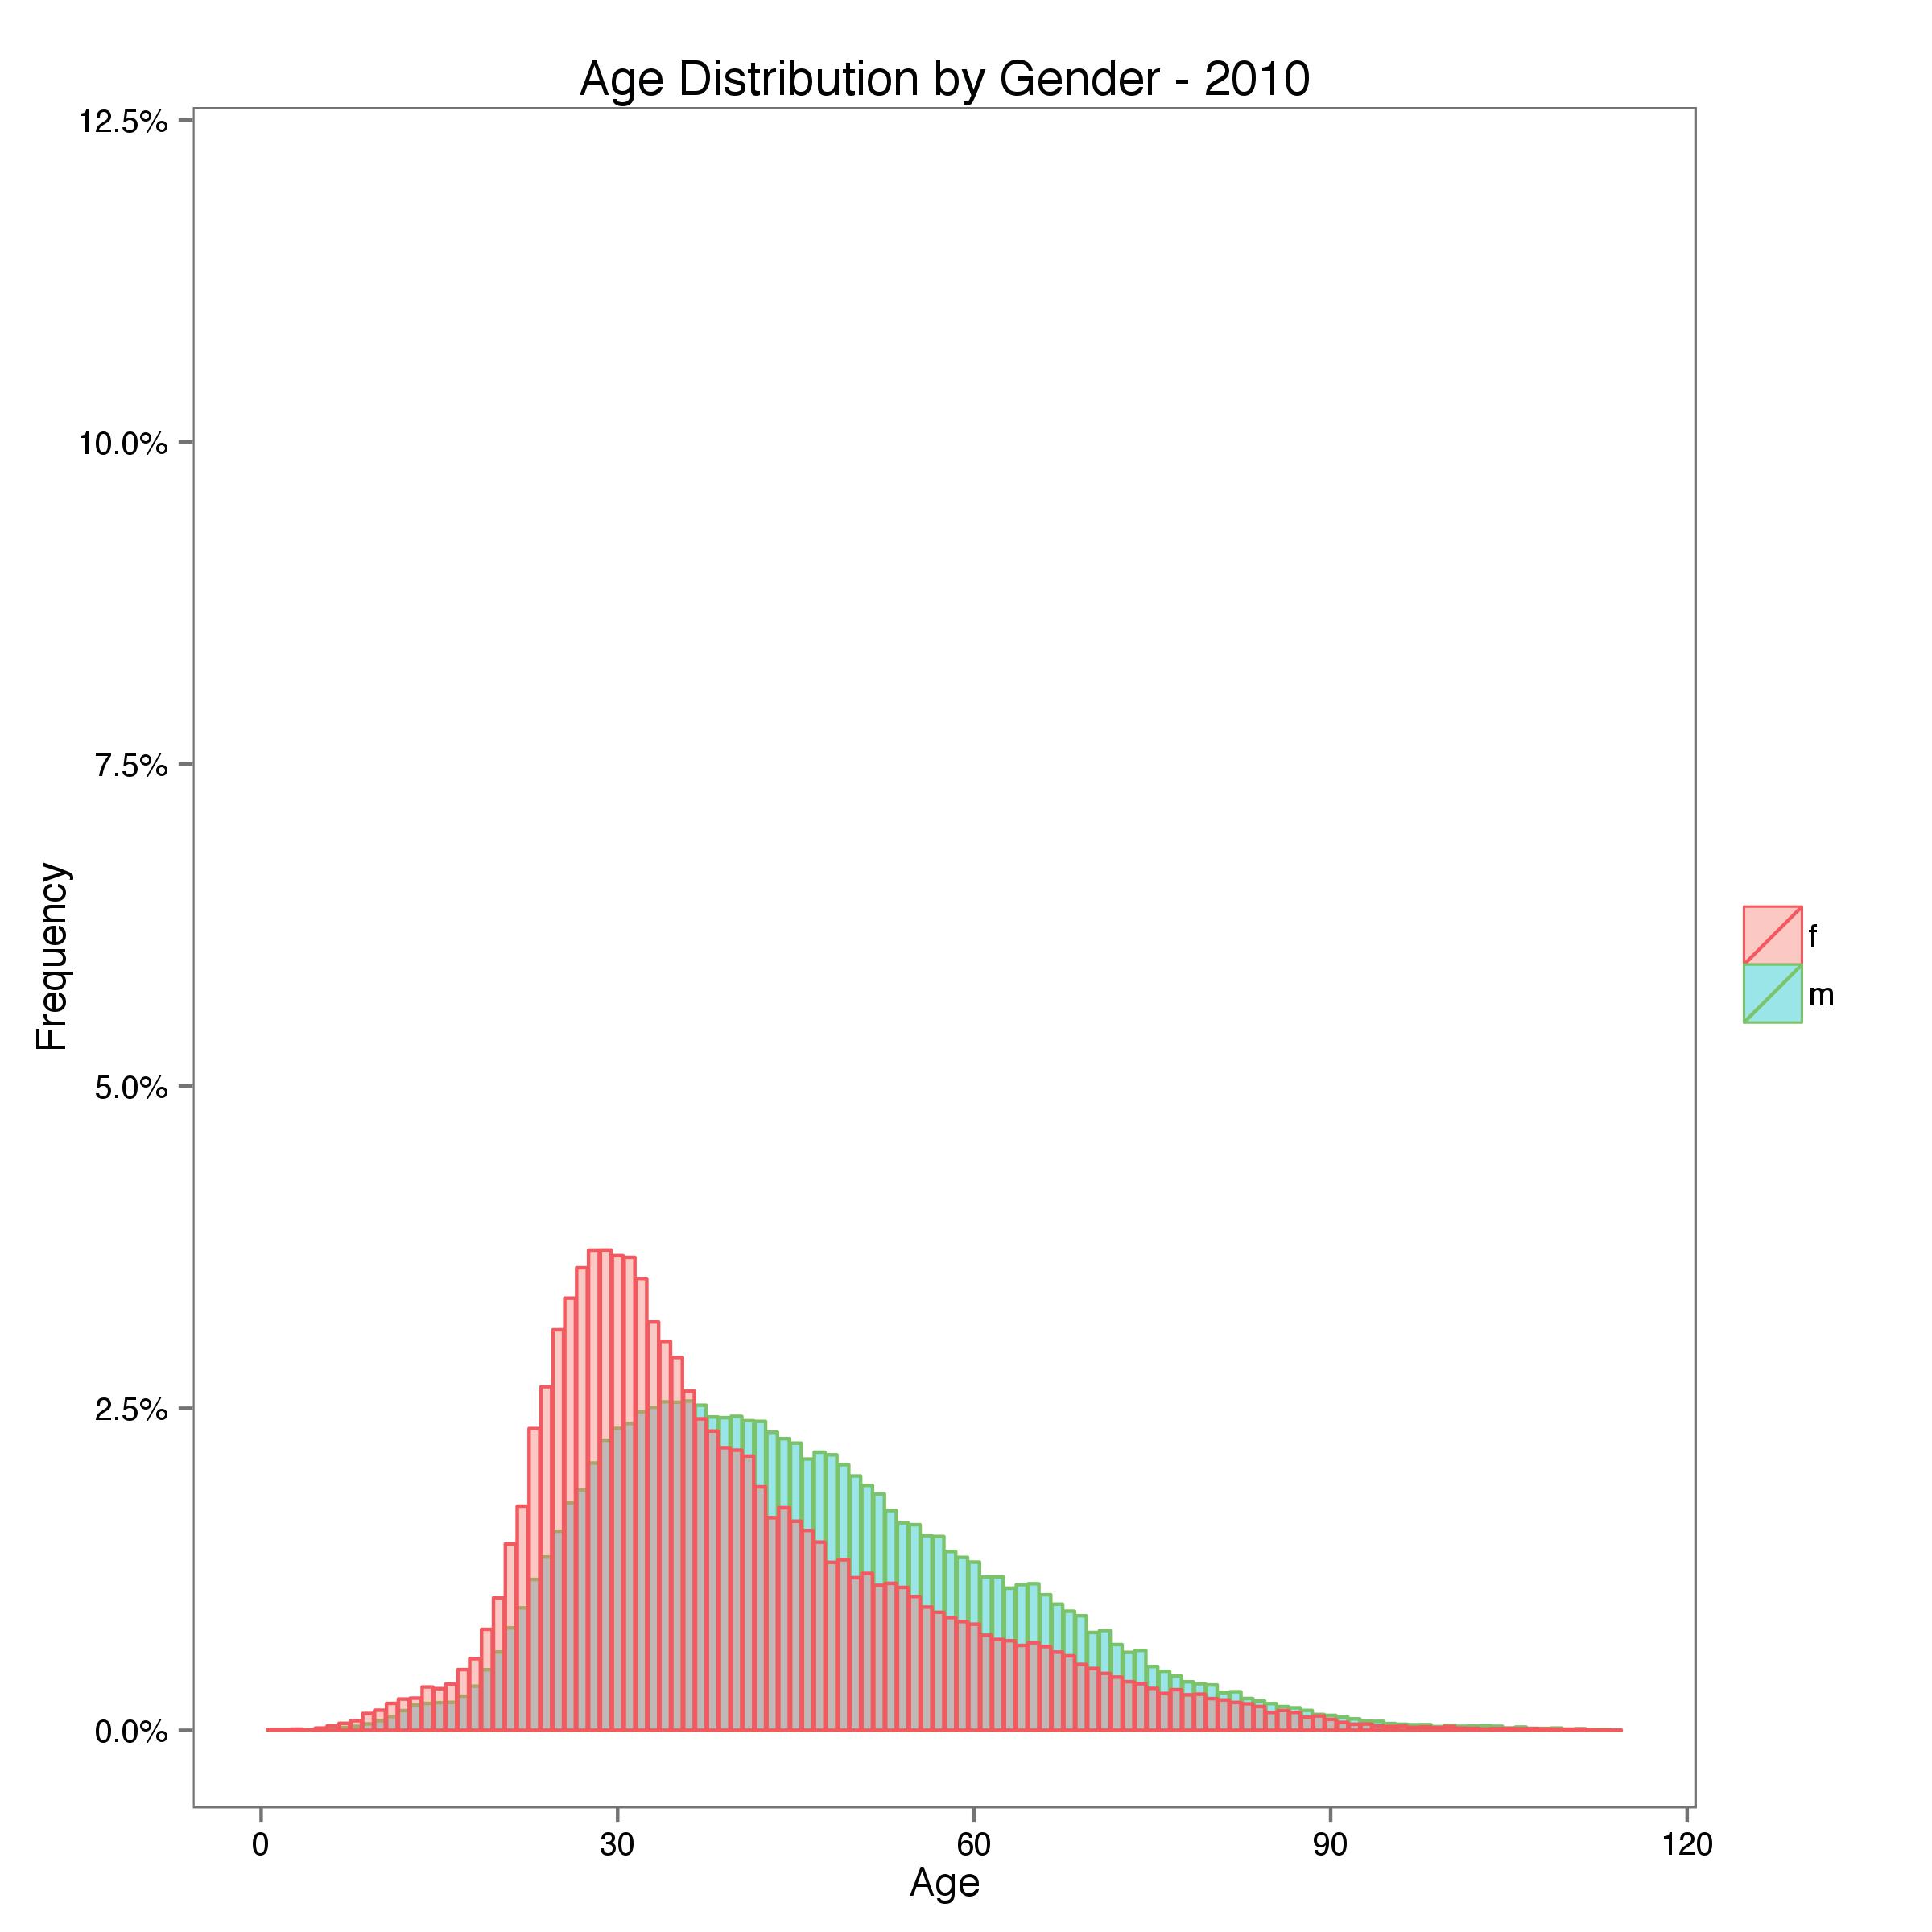 Age Distribution by Gender - 2010
12.5%
10.0%
7.5%
5.0%
2.5%
0.0%
Frequency
0 30 60 90 120
Age
f
m